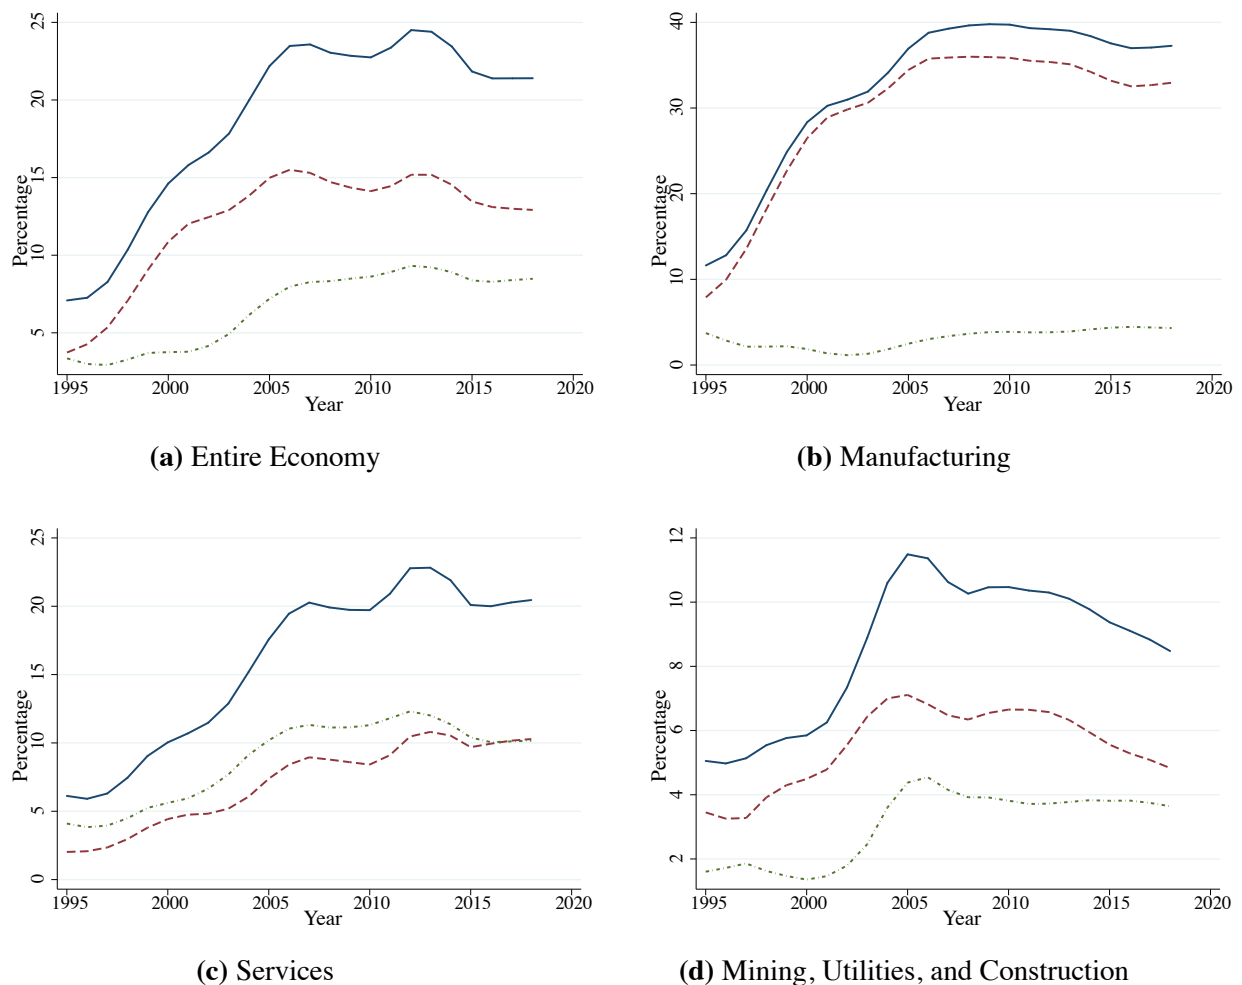 25
20
15
10
5
Percentage
1995 2000 2005 2010 2015 2020
Year
(a) Entire Economy
40
30
20
10
0
Percentage
1995 2000 2005 2010 2015 2020
Year
(b) Manufacturing
25
20
15
10
5
0
Percentage
1995 2000 2005 2010 2015 2020
Year
(c) Services
12
10
8
6
4
2
Percentage
1995 2000 2005 2010 2015 2020
Year
(d) Mining, Utilities, and Construction